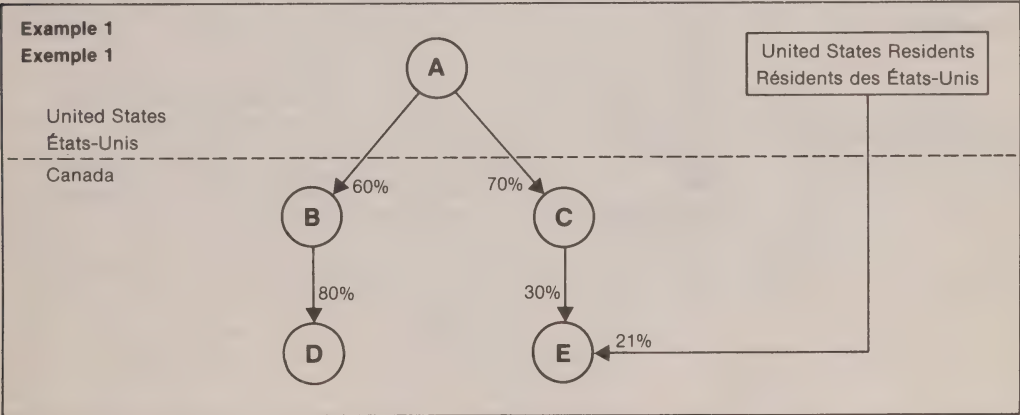 Example 1
Exemple 1
A
United States Residents
Résidents des États-Unis
United States
États-Unis
Canada
60%
70%
B
C
80%
30%
D
E
21%